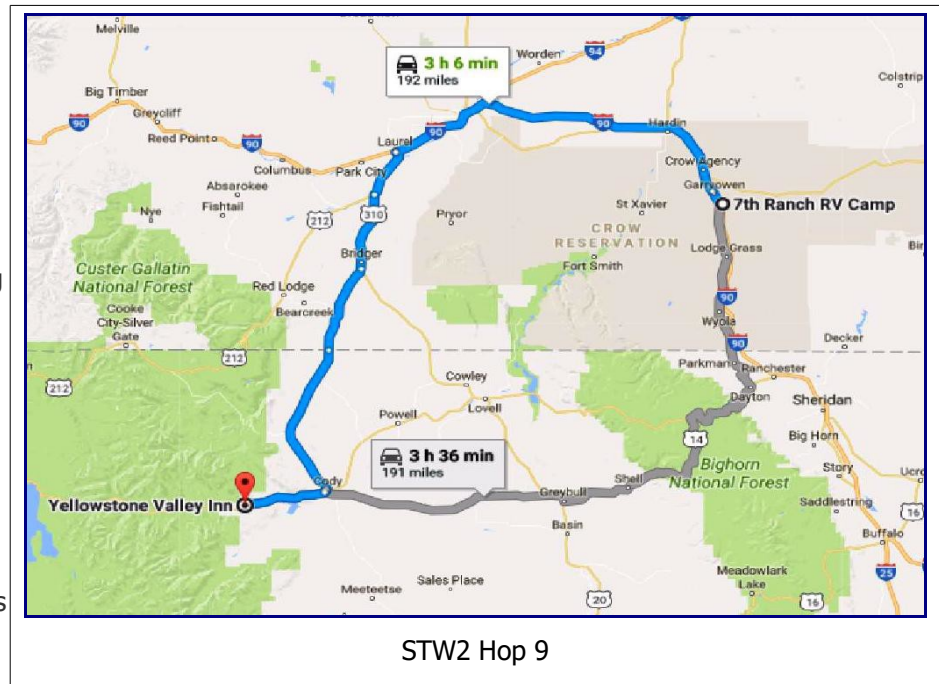 Melville
Worden
94
3 h 6 min
192 miles
Colstrip
Big Timber
Greycliff
90
Reed Point
90
Laurel
90
90
Hardin
Columbus
Park City
Crow Agency
Absarokee
Garryowen
Nye
Fishtail
212
310
Pryor
St Xavier
7th Ranch RV Camp
CROW
RESERVATION
Bridger
Lodge Grass
Fort Smith
Custer Gallatin
National Forest
Red Lodge
90
Cooke
City-Silver
Gate
Bearcreek
Wyola
212
90
Decker
212
Parkman
Ranchester
Cowley
Dayton
Powell
Lovell
Sheridan
14
3 h 36 min
191 miles
Big Horn
Bighorn
National Forest
Story
Cody
Shell
Yellowstone Valley Inn
Greybull
Saddlestring
16
Basin
Buffalo
Meadowlark
Lake
25
Meeteetse
Sales Place
20
16
s
STW2 Hop 9